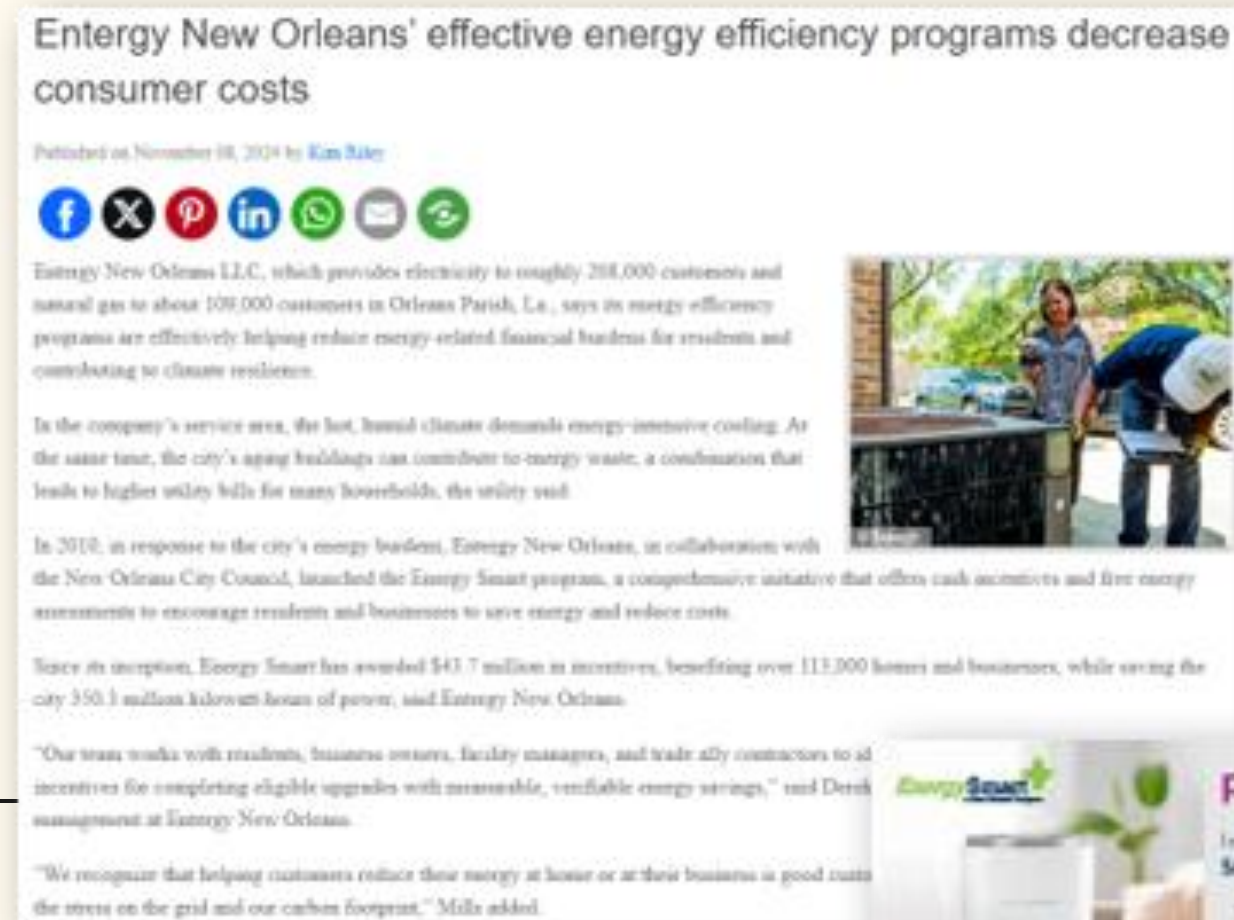 Entergy New Orleans' effective energy efficiency programs decrease
consumer costs
Published on November 08, 2024 by Kim Riley
Entergy New Orleans LLC, which provides electricity to roughly 208,000 customers and
natural gas to about 109,000 customers in Orleans Parish, La., says its energy efficiency
programs are effectively helping reduce energy-related financial burdens for residents and
contributing to climate resilience.
In the company's service area, the hot, humid climate demands energy-intensive cooling. At
the same time, the city's aging buildings can contribute to energy waste, a combination that
leads to higher utility bills for many households, the utility said.
In 2010, in response to the city's energy burdens, Entergy New Orleans, in collaboration with
the New Orleans City Council, launched the Energy Smart program, a comprehensive initiative that offers cash incentives and free energy
assessments to encourage residents and businesses to save energy and reduce costs.
Since its inception, Energy Smart has awarded $43.7 million in incentives, benefiting over 113,000 homes and businesses, while saving the
city 350.3 million kilowatt-hours of power, said Entergy New Orleans.
"Our team works with residents, business owners, facility managers, and trade ally contractors to
incentives for completing eligible upgrades with measurable, verifiable energy savings," said Derek
management at Entergy New Orleans.
"We recognize that helping customers reduce their energy at home or at their business is good
the stress on the grid and our carbon footprint," Mills added.
EnergySmart